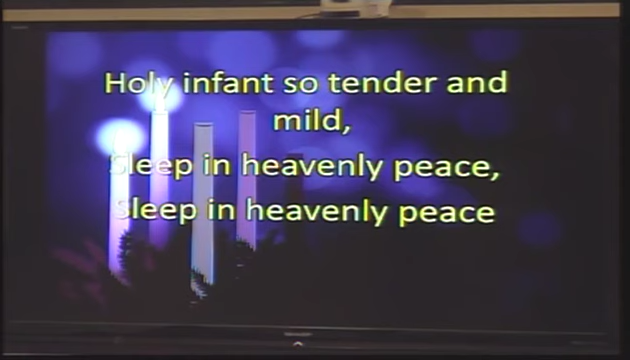 Holy infant so tender and
mild,
Sleep in heavenly peace,
Sleep in heavenly peace